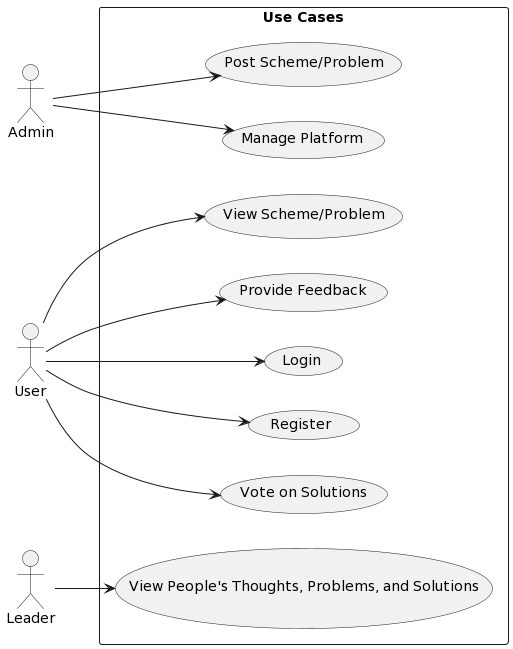 Use Cases
Post Scheme/Problem
Admin
Manage Platform
View Scheme/Problem
Provide Feedback
Login
User
Register
Vote on Solutions
View People's Thoughts, Problems, and Solutions
Leader